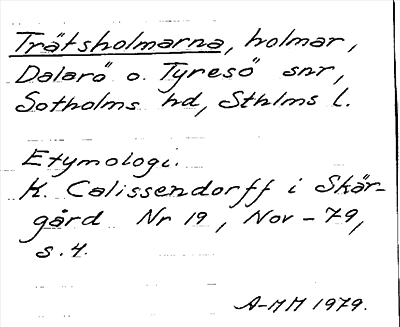 Trätsholmarna, holmar,
Dalarö o. Tyresö snr,
Sotholms hd, Sthlms l.
Etymologi.
K. Calissendorff i Skär-
gård Nr 19, Nov - 79,
s. 4.
A-MM 1979.